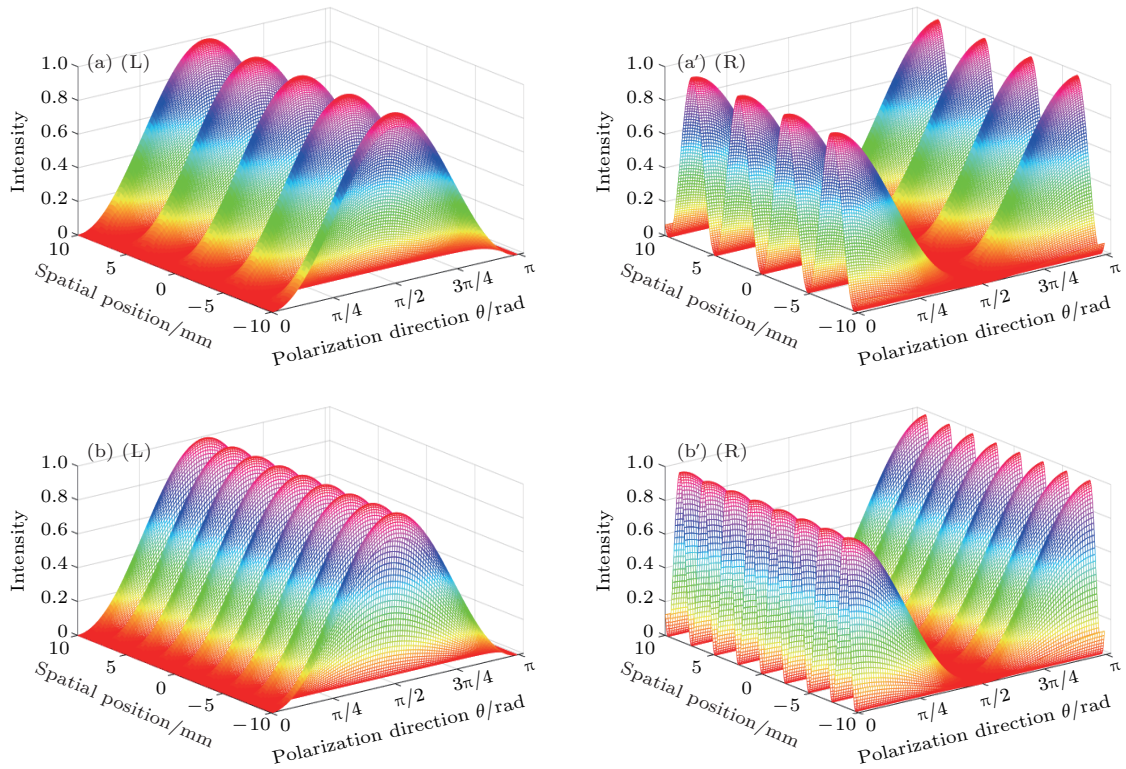 (a) (L)
1.0
0.8
0.6
0.4
0.2
0
Intensity
10
5
0
−5
−10
Spatial position/mm
0
π/4
π/2
3π/4
π
Polarization direction θ/rad
(a′) (R)
1.0
0.8
0.6
0.4
0.2
0
Intensity
10
5
0
−5
−10
Spatial position/mm
0
π/4
π/2
3π/4
π
Polarization direction θ/rad
(b) (L)
1.0
0.8
0.6
0.4
0.2
0
Intensity
10
5
0
−5
−10
Spatial position/mm
0
π/4
π/2
3π/4
π
Polarization direction θ/rad
(b′) (R)
1.0
0.8
0.6
0.4
0.2
0
Intensity
10
5
0
−5
−10
Spatial position/mm
0
π/4
π/2
3π/4
π
Polarization direction θ/rad